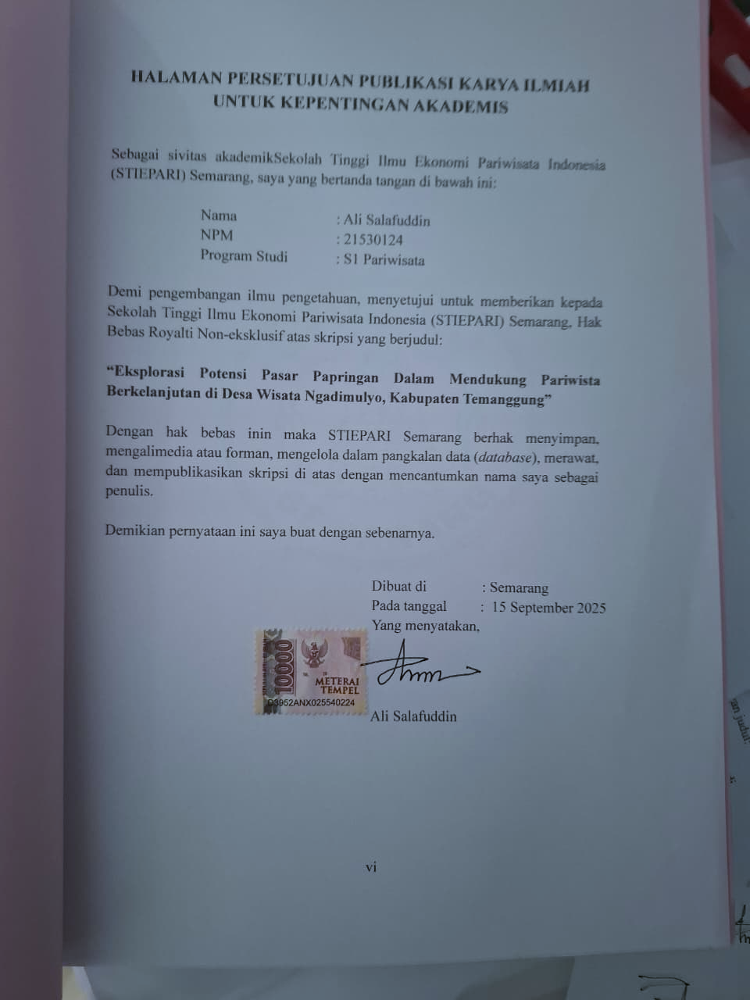 HALAMAN PERSETUJUAN PUBLIKASI KARYA ILMIAH
UNTUK KEPENTINGAN AKADEMIS
Sebagai sivitas akademikSekolah Tinggi Ilmu Ekonomi Pariwisata Indonesia
(STIEPARI) Semarang, saya yang bertanda tangan di bawah ini:
Nama : Ali Salafuddin
NPM : 21530124
Program Studi : S1 Pariwisata
Demi pengembangan ilmu pengetahuan, menyetujui untuk memberikan kepada
Sekolah Tinggi Ilmu Ekonomi Pariwisata Indonesia (STIEPARI) Semarang, Hak
Bebas Royalti Non-eksklusif atas skripsi yang berjudul:
“Eksplorasi Potensi Pasar Papringan Dalam Mendukung Pariwista
Berkelanjutan di Desa Wisata Ngadimulyo, Kabupaten Temanggung”
Dengan hak bebas inin maka STIEPARI Semarang berhak menyimpan,
mengalimedia atau forman, mengelola dalam pangkalan data (database), merawat,
dan mempublikasikan skripsi di atas dengan mencantumkan nama saya sebagai
penulis.
Demikian pernyataan ini saya buat dengan sebenarnya.
Dibuat di : Semarang
Pada tanggal : 15 September 2025
Yang menyatakan,
10000
METERAI
TEMPEL
03952ANX025540224
Ali Salafuddin
vi
an judul: